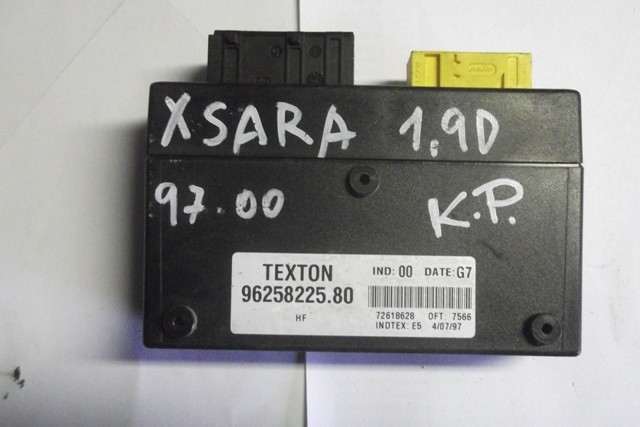 XSARA 1,9D
97.00 K.P.
TEXTON IND: 00 DATE: G7
96258225.80
HF 72618628 OFT: 7566
INDTEX: E5 4/07/97